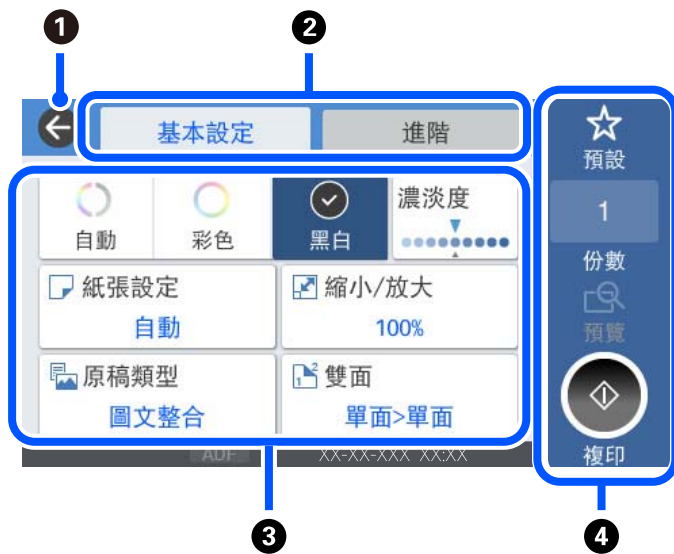 1
2
基本設定
進階
預設
1
份數
預覽
複印
自動
彩色
黑白
濃淡度
紙張設定
自動
縮小/放大
100%
原稿類型
圖文整合
1 2
雙面
單面>單面
ADF
XX-XX-XXX XX:XX
3
4